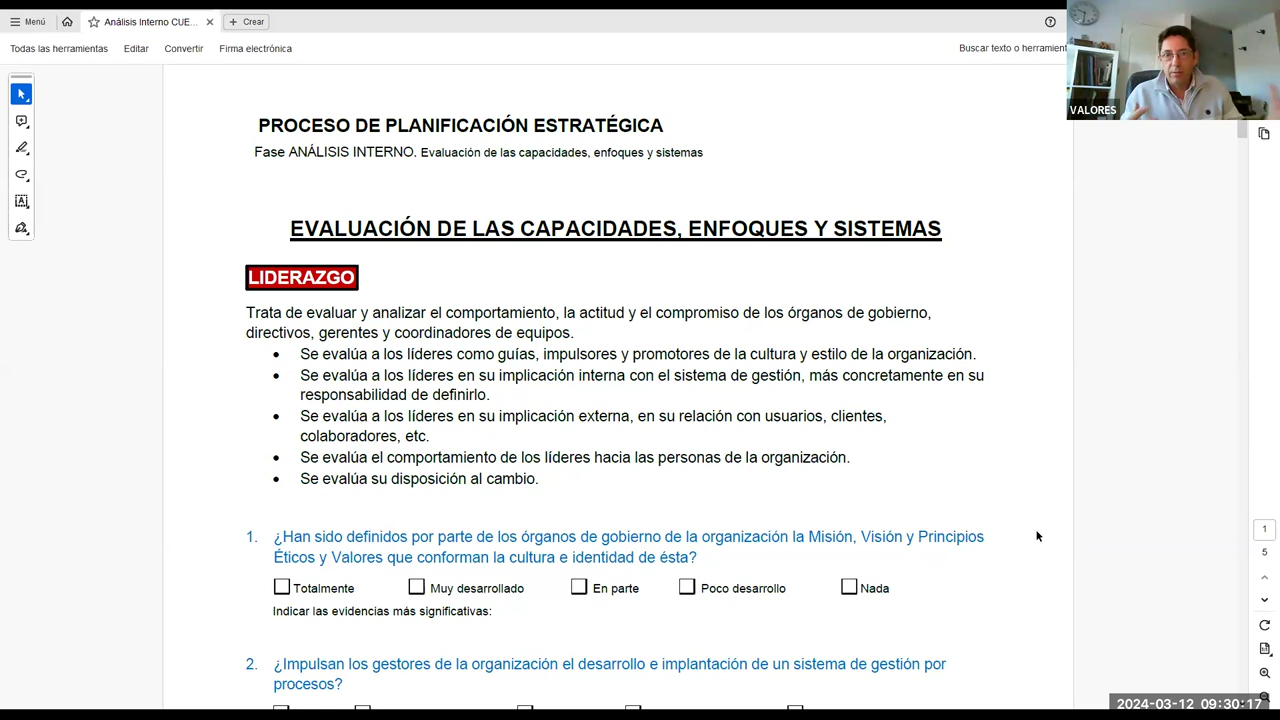 Menú
Análisis Interno CUE...
Crear
Todas las herramientas
Editar
Convertir
Firma electrónica
Buscar texto o herramient
VALORES
PROCESO DE PLANIFICACIÓN ESTRATÉGICA
Fase ANÁLISIS INTERNO. Evaluación de las capacidades, enfoques y sistemas
EVALUACIÓN DE LAS CAPACIDADES, ENFOQUES Y SISTEMAS
LIDERAZGO
Trata de evaluar y analizar el comportamiento, la actitud y el compromiso de los órganos de gobierno,
directivos, gerentes y coordinadores de equipos.
• Se evalúa a los líderes como guías, impulsores y promotores de la cultura y estilo de la organización.
• Se evalúa a los líderes en su implicación interna con el sistema de gestión, más concretamente en su
responsabilidad de definirlo.
• Se evalúa a los líderes en su implicación externa, en su relación con usuarios, clientes,
colaboradores, etc.
• Se evalúa el comportamiento de los líderes hacia las personas de la organización.
• Se evalúa su disposición al cambio.
1. ¿Han sido definidos por parte de los órganos de gobierno de la organización la Misión, Visión y Principios
Éticos y Valores que conforman la cultura e identidad de ésta?
Totalmente Muy desarrollado En parte Poco desarrollo Nada
Indicar las evidencias más significativas:
2. ¿Impulsan los gestores de la organización el desarrollo e implantación de un sistema de gestión por
procesos?
1
5
2024-03-12 09:30:17